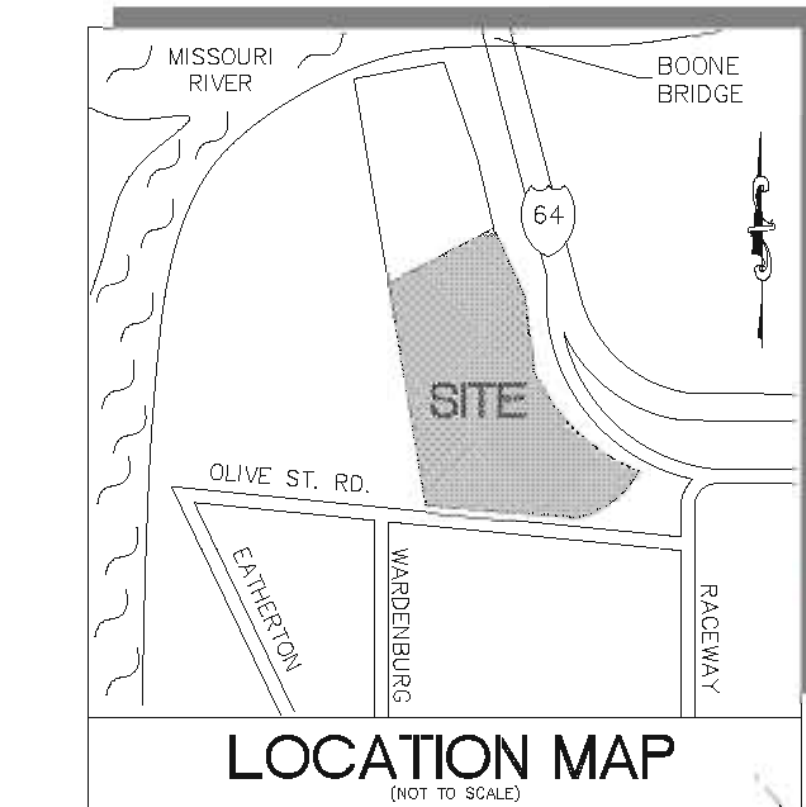 MISSOURI
RIVER
BOONE
BRIDGE
64
SITE
OLIVE ST. RD.
EATHERTON
WARDENBURG
RACEWAY
LOCATION MAP
(NOT TO SCALE)